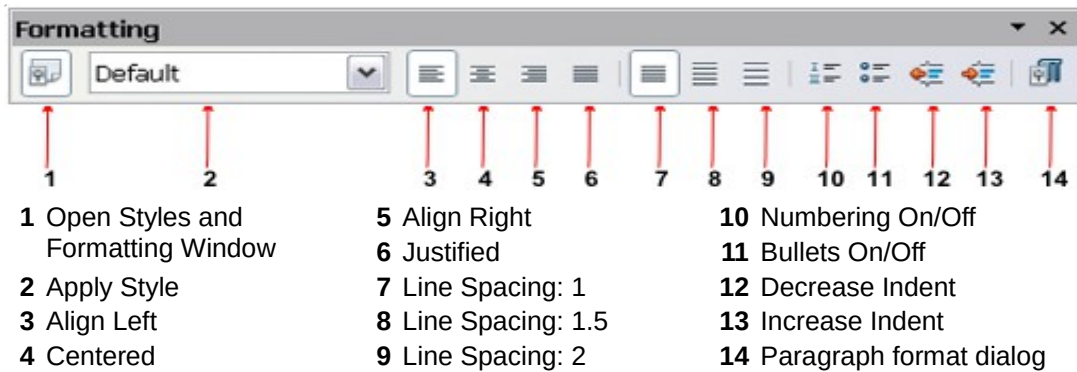 Formatting
Default
1 2 3 4 5 6 7 8 9 10 11 12 13 14
1 Open Styles and
Formatting Window
2 Apply Style
3 Align Left
4 Centered
5 Align Right
6 Justified
7 Line Spacing: 1
8 Line Spacing: 1.5
9 Line Spacing: 2
10 Numbering On/Off
11 Bullets On/Off
12 Decrease Indent
13 Increase Indent
14 Paragraph format dialog